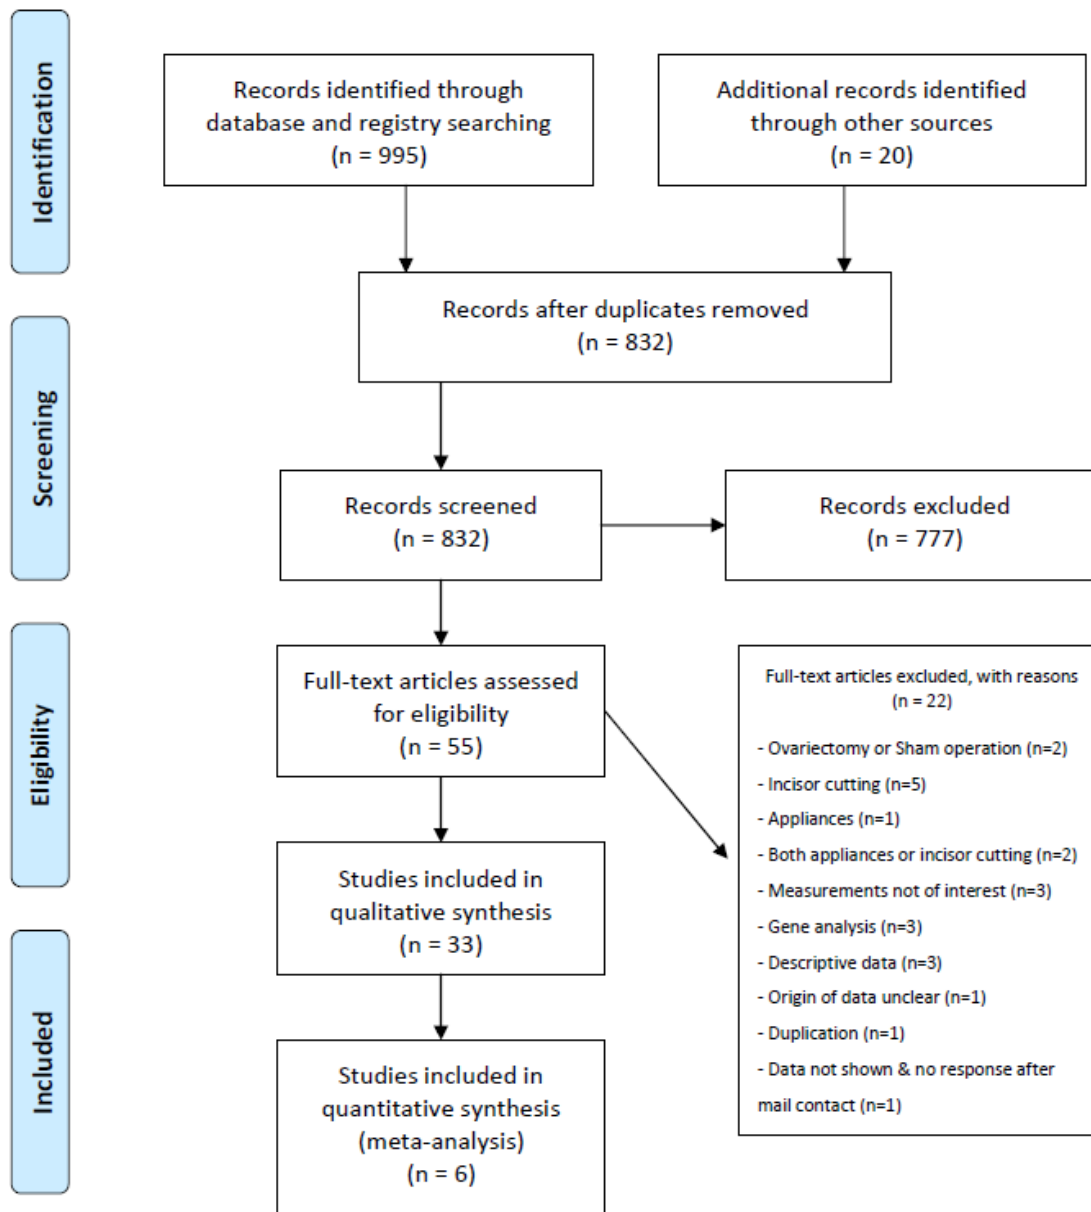 Identification
Records identified through
database and registry searching
(n = 995)
Additional records identified
through other sources
(n = 20)
Records after duplicates removed
(n = 832)
Screening
Records screened
(n = 832)
Records excluded
(n = 777)
Eligibility
Full-text articles assessed
for eligibility
(n = 55)
Full-text articles excluded, with reasons
(n = 22)
- Ovariectomy or Sham operation (n=2)
- Incisor cutting (n=5)
- Appliances (n=1)
- Both appliances or incisor cutting (n=2)
- Measurements not of interest (n=3)
- Gene analysis (n=3)
- Descriptive data (n=3)
- Origin of data unclear (n=1)
- Duplication (n=1)
- Data not shown & no response after
mail contact (n=1)
Studies included in
qualitative synthesis
(n = 33)
Included
Studies included in
quantitative synthesis
(meta-analysis)
(n = 6)